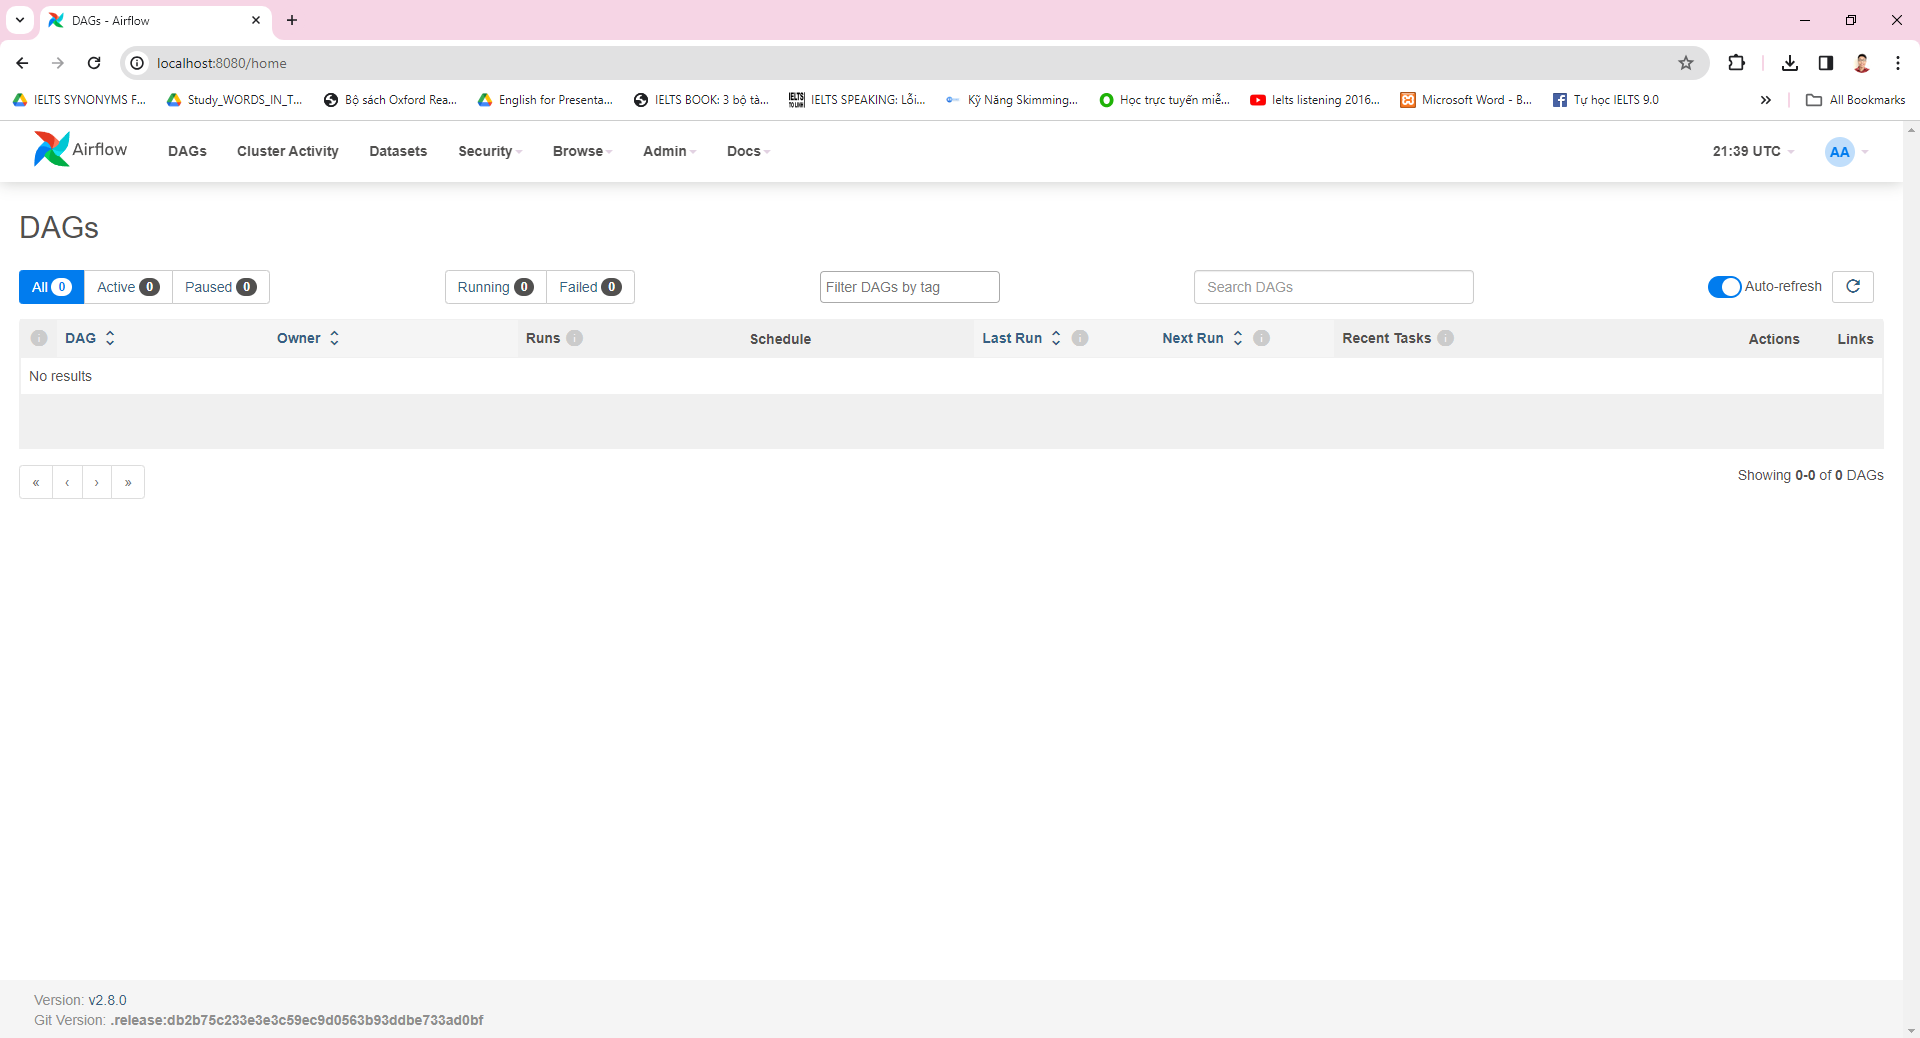 DAGs - Airflow
localhost:8080/home
IELTS SYNONYMS F... Study_WORDS_IN_T... Bộ sách Oxford Rea... English for Presenta... IELTS BOOK: 3 bộ tà... IELTS TO LINH IELTS SPEAKING: Lỗi... Kỹ Năng Skimming... Học trực tuyến miễ... Ielts listening 2016... Microsoft Word - B... Tự học IELTS 9.0 » All Bookmarks
Airflow DAGs Cluster Activity Datasets Security Browse Admin Docs 21:39 UTC AA
DAGs
All 0 Active 0 Paused 0 Running 0 Failed 0 Filter DAGs by tag Search DAGs Auto-refresh
i DAG Owner Runs i Schedule Last Run i Next Run i Recent Tasks i Actions Links
No results
« ‹ › » Showing 0-0 of 0 DAGs
Version: v2.8.0
Git Version: .release:db2b75c233e3e3c59ec9d0563b93ddbe733ad0bf